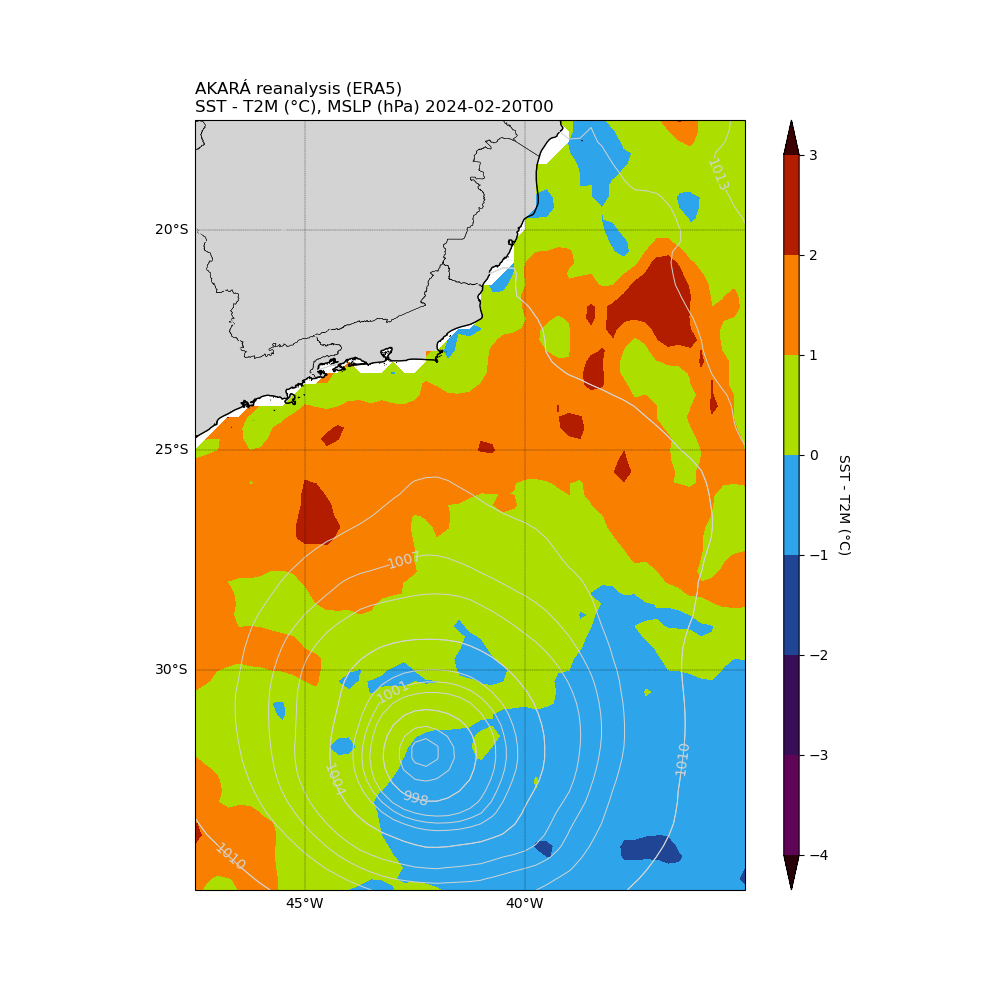 AKARÁ reanalysis (ERA5)
SST - T2M (°C), MSLP (hPa) 2024-02-20T00
1013
20°S
25°S
30°S
1007
1001
1004
998
1010
1010
45°W
40°W
3
2
1
0
−1
−2
−3
−4
SST - T2M (°C)